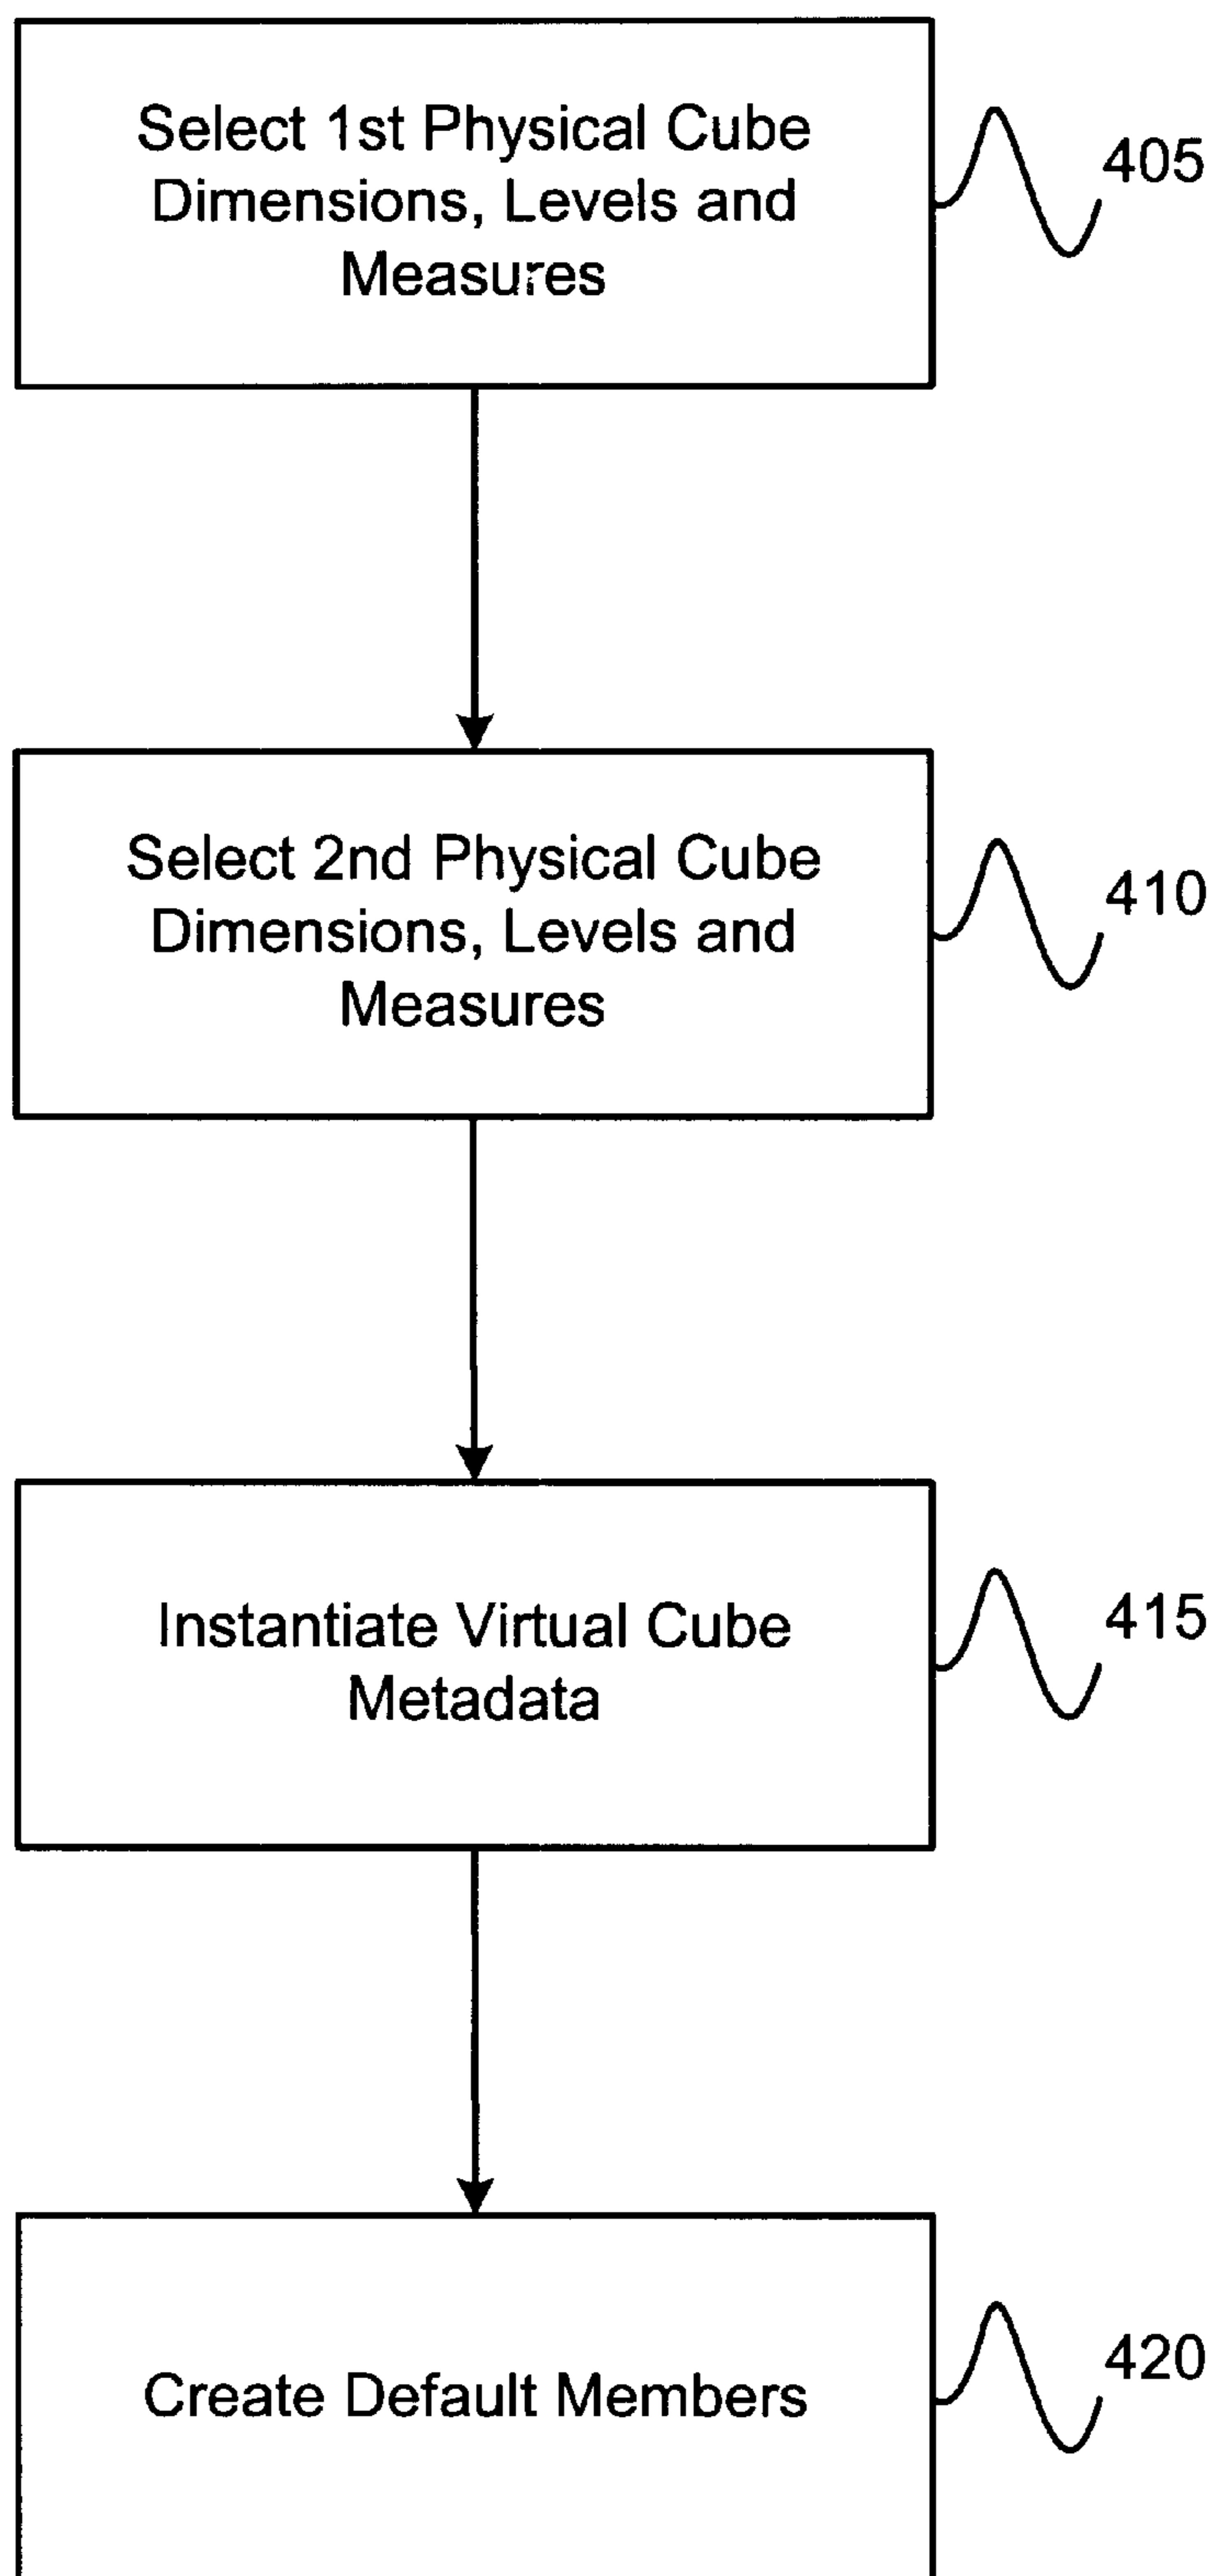 Select 1st Physical Cube
Dimensions, Levels and
Measures
405
Select 2nd Physical Cube
Dimensions, Levels and
Measures
410
Instantiate Virtual Cube
Metadata
415
Create Default Members
420